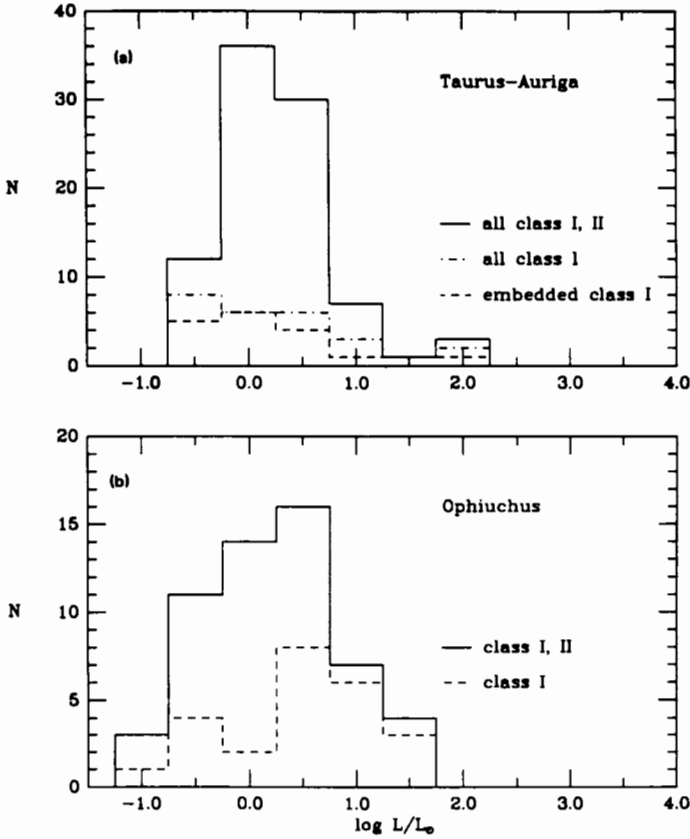 40
(a)
Taurus-Auriga
30
N
20
all class I, II
all class I
10
embedded class I
0
-1.0 0.0 1.0 2.0 3.0 4.0
20
(b)
Ophiuchus
15
N
10
class I, II
class I
5
0
-1.0 0.0 1.0 2.0 3.0 4.0
log L/L⊙